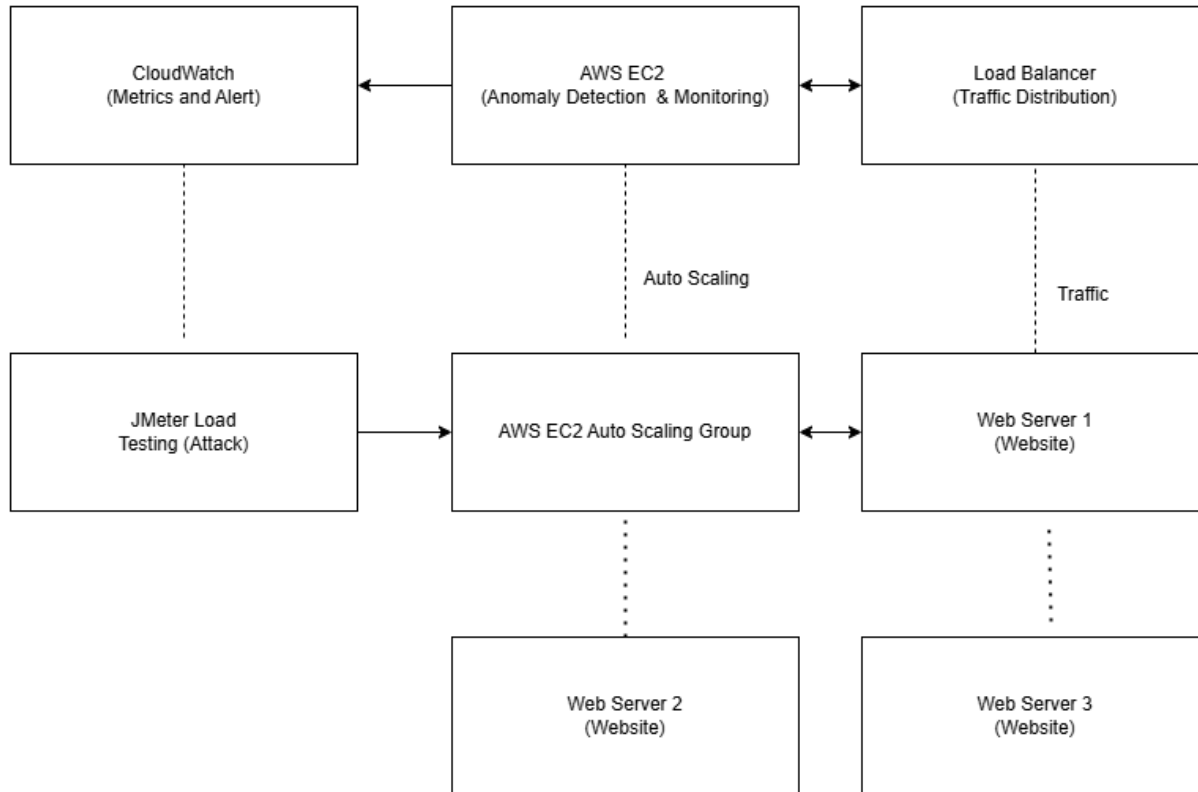 CloudWatch
(Metrics and Alert)
AWS EC2
(Anomaly Detection & Monitoring)
Load Balancer
(Traffic Distribution)
Auto Scaling
Traffic
JMeter Load
Testing (Attack)
AWS EC2 Auto Scaling Group
Web Server 1
(Website)
Web Server 2
(Website)
Web Server 3
(Website)